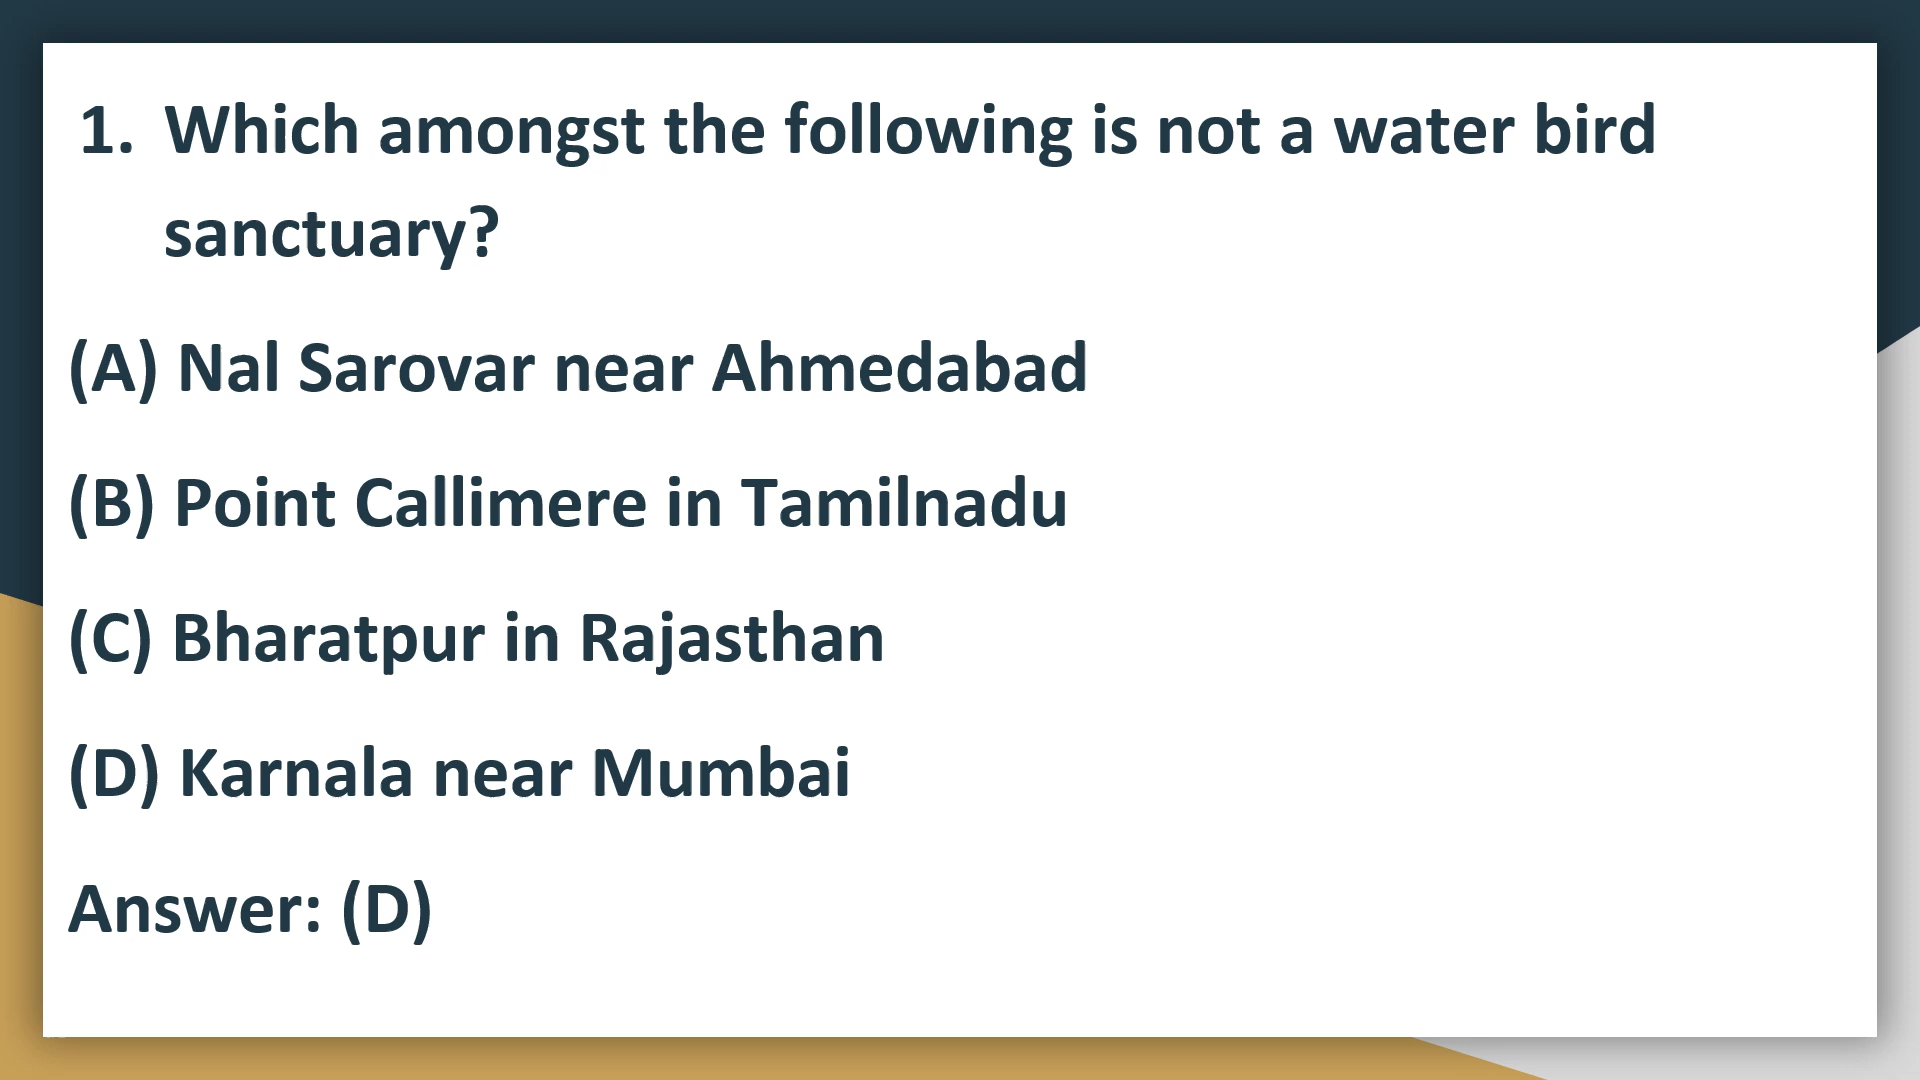 1. Which amongst the following is not a water bird
sanctuary?
(A) Nal Sarovar near Ahmedabad
(B) Point Callimere in Tamilnadu
(C) Bharatpur in Rajasthan
(D) Karnala near Mumbai
Answer: (D)